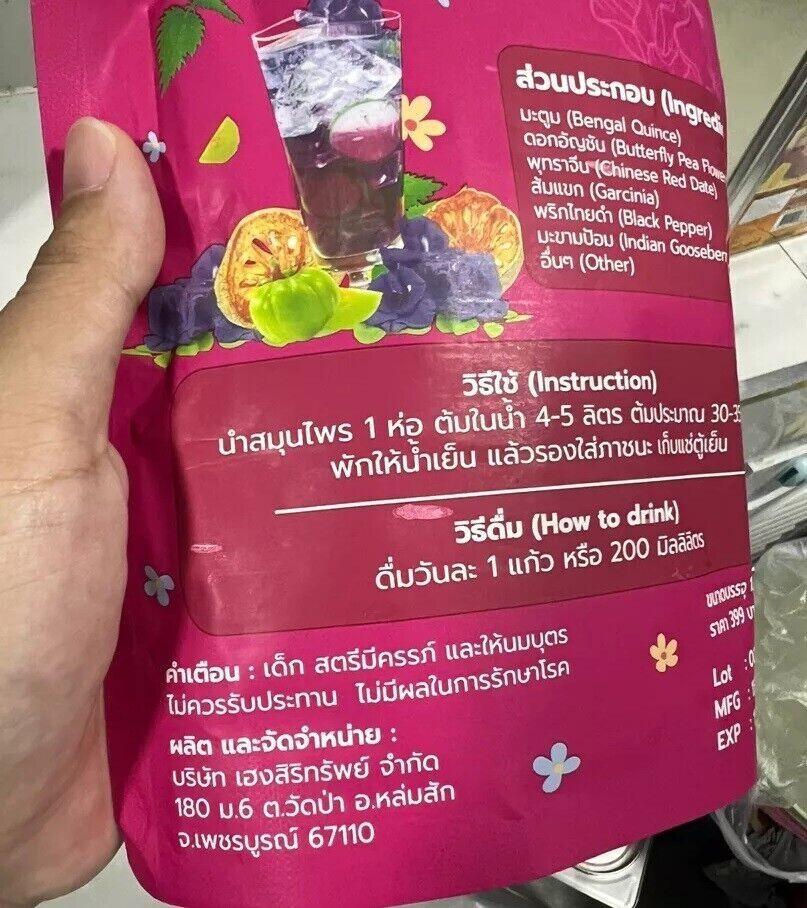 ส่วนประกอบ
มะตูม (Bengal Quince)
ดอกอัญชัน (Butterfly Pea
พุทราจีน (Chinese Red Date)
ส้มแขก (Garcinia)
พริกไทยดำ (Black Pepper)
มะขามป้อม (Indian
อื่นๆ (Other)
วิธีใช้ (Instruction)
นำสมุนไพร 1 ห่อ ต้มในน้ำ 4-5 ลิตร ต้มประมาณ
พักให้น้ำเย็น แล้วรองใส่ภาชนะ เก็บแช่ตู้เย็น
วิธีดื่ม (How to drink)
ดื่มวันละ 1 แก้ว หรือ 200 มิลลิลิตร
ขนาดบรรจุ
ราคา 399
คำเตือน : เด็ก สตรีมีครรภ์ และให้นมบุตร
ไม่ควรรับประทาน ไม่มีผลในการรักษาโรค
Lot :
MFG :
EXP :
ผลิต และจัดจำหน่าย :
บริษัท เฮงสิริทรัพย์ จำกัด
180 ม.6 ต.วัดป่า อ.หล่มสัก
จ.เพชรบูรณ์ 67110